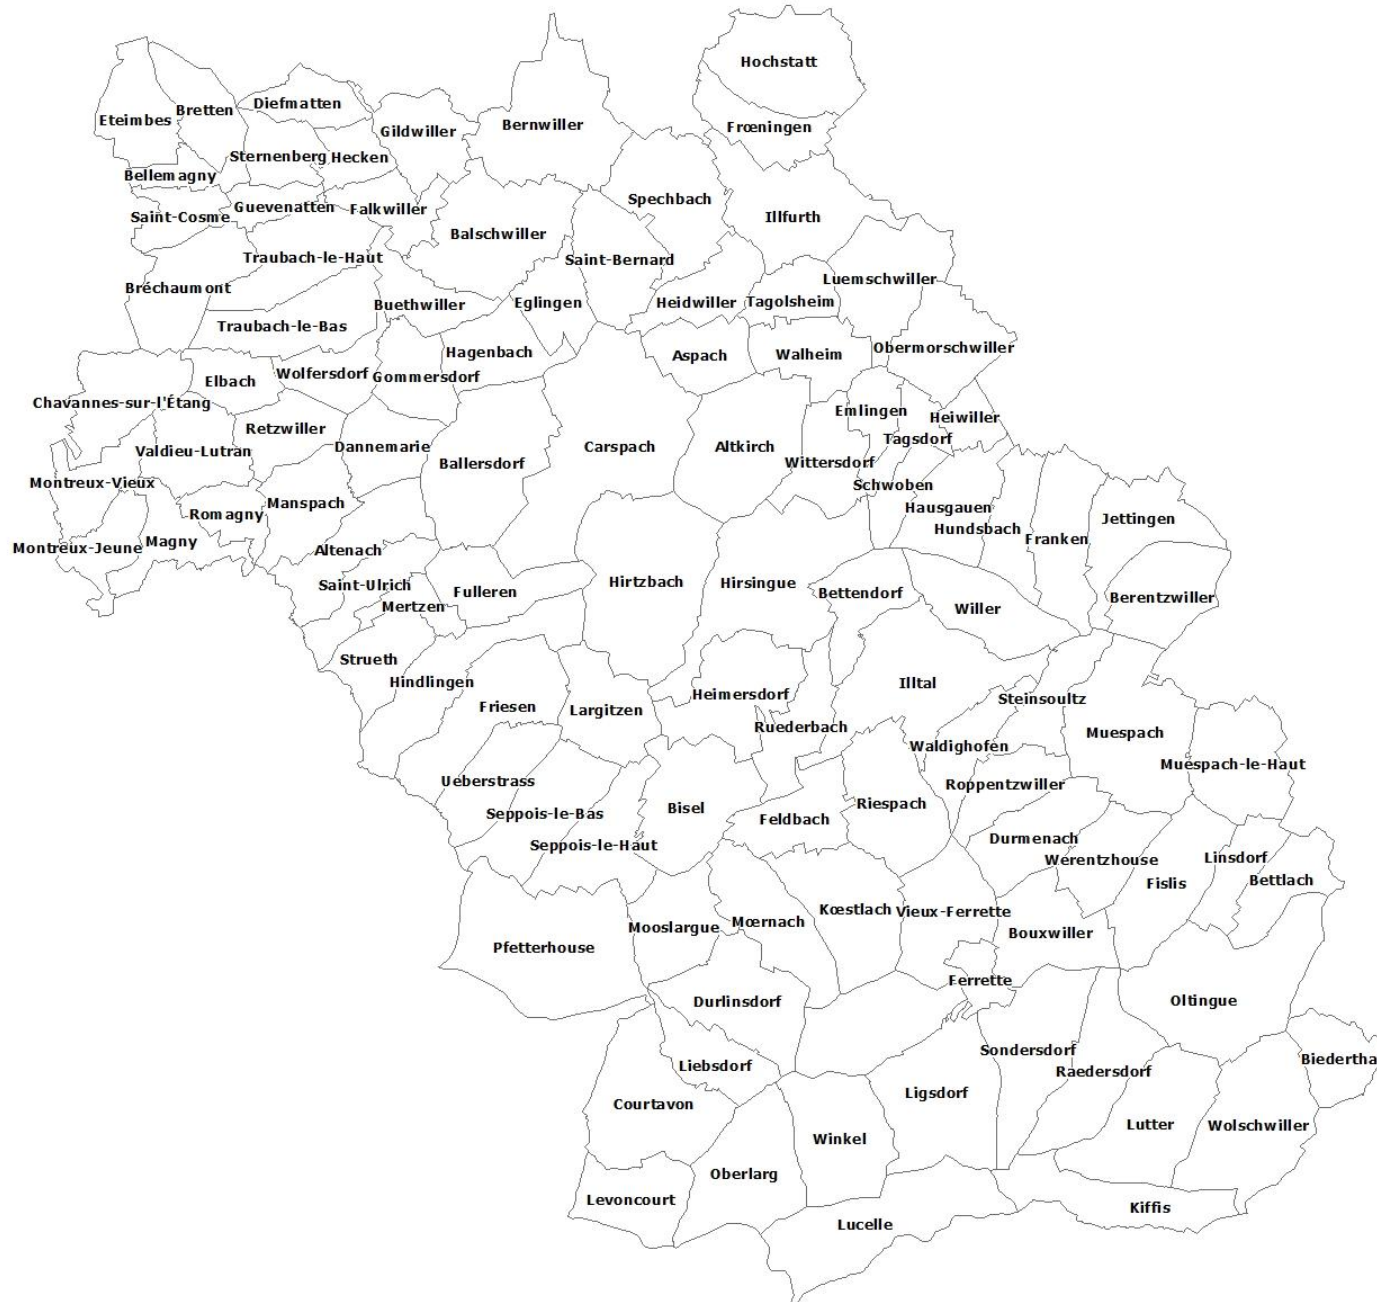 Hochstatt
Diefmatten
Bretten
Eteimbes
Bernwiller
Frœningen
Gildwiller
Sternenberg
Hecken
Bellemagny
Spechbach
Guevenatten
Falkwiller
Saint-Cosme
Illfurth
Balschwiller
Traubach-le-Haut
Saint-Bernard
Luemschwiller
Bréchaumont
Buethwiller
Eglingen
Heidwiller
Tagolsheim
Traubach-le-Bas
Obermorschwiller
Hagenbach
Aspach
Walheim
Wolfersdorf
Gommersdorf
Elbach
Chavannes-sur-l'Étang
Emlingen
Heiwiller
Retzwiller
Tagsdorf
Dannemarie
Carspach
Altkirch
Valdieu-Lutran
Ballersdorf
Wittersdorf
Montreux-Vieux
Schwoben
Manspach
Hausgauen
Romagny
Jettingen
Hundsbach
Franken
Magny
Montreux-Jeune
Altenach
Saint-Ulrich
Hirtzbach
Hirsingue
Fulleren
Bettendorf
Berentzwiller
Mertzen
Willer
Strueth
Hindlingen
Illtal
Heimersdorf
Steinsoultz
Friesen
Largitzen
Ruederbach
Muespach
Waldighofen
Muespach-le-Haut
Ueberstrass
Roppentzwiller
Riespach
Bisel
Seppois-le-Bas
Feldbach
Durmenach
Seppois-le-Haut
Werentzhouse
Linsdorf
Bettlach
Fislis
Kœstlach
Vieux-Ferrette
Mœrnach
Mooslargue
Bouxwiller
Pfetterhouse
Ferrette
Durlinsdorf
Oltingue
Sondersdorf
Biedertha
Liebsdorf
Raedersdorf
Ligsdorf
Courtavon
Lutter
Wolschwiller
Winkel
Oberlarg
Levoncourt
Kiffis
Lucelle